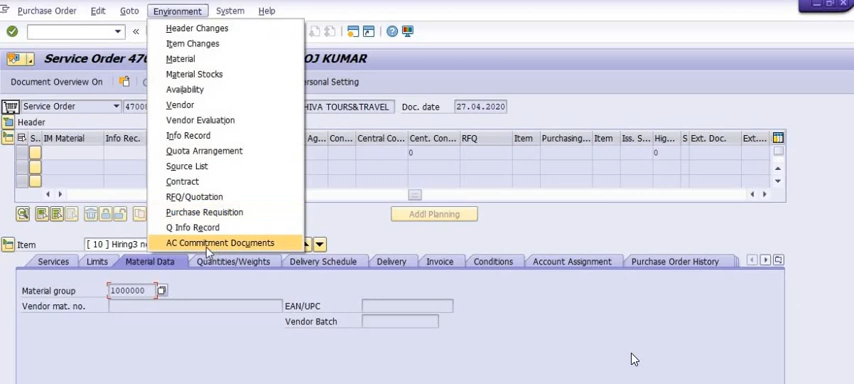 Purchase Order Edit Goto Environment System Help
Service Order 47 OJ KUMAR
Document Overview On ersonal Setting
Service Order 4700 HIVA TOURS&TRAVEL Doc. date 27.04.2020
Header
S.. IM Material Info Rec. Ag... Con... Central Co... Cent. Con... RFQ Item Purchasing... Item Iss. S... Hig... S Ext. Doc. Ext....
0 0
Header Changes
Item Changes
Material
Material Stocks
Availability
Vendor
Vendor Evaluation
Info Record
Quota Arrangement
Source List
Contract
RFQ/Quotation
Purchase Requisition
Q Info Record
AC Commitment Documents
Addl Planning
Item [ 10 ] Hiring3 n
Services Limits Material Data Quantities/Weights Delivery Schedule Delivery Invoice Conditions Account Assignment Purchase Order History
Material group 1000000
Vendor mat. no. EAN/UPC
Vendor Batch